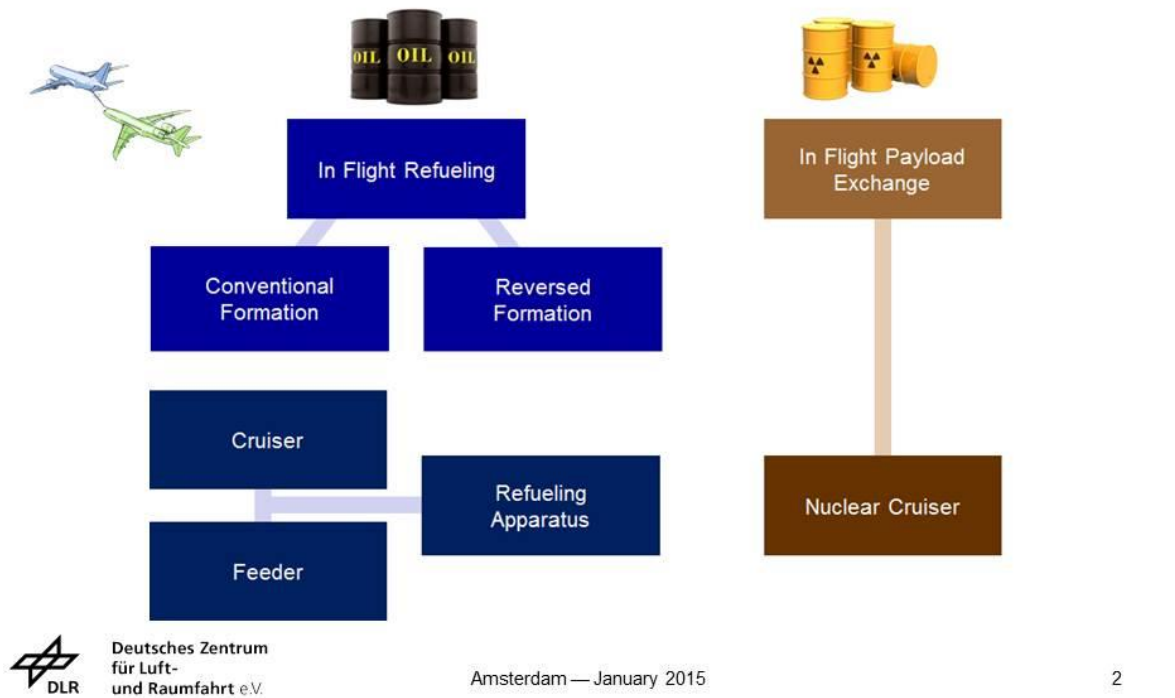 OIL
OIL
OIL
In Flight Refueling
In Flight Payload
Exchange
Conventional
Formation
Reversed
Formation
Cruiser
Refueling
Apparatus
Nuclear Cruiser
Feeder
DLR
Deutsches Zentrum
für Luft-
und Raumfahrt e.V.
Amsterdam — January 2015
2